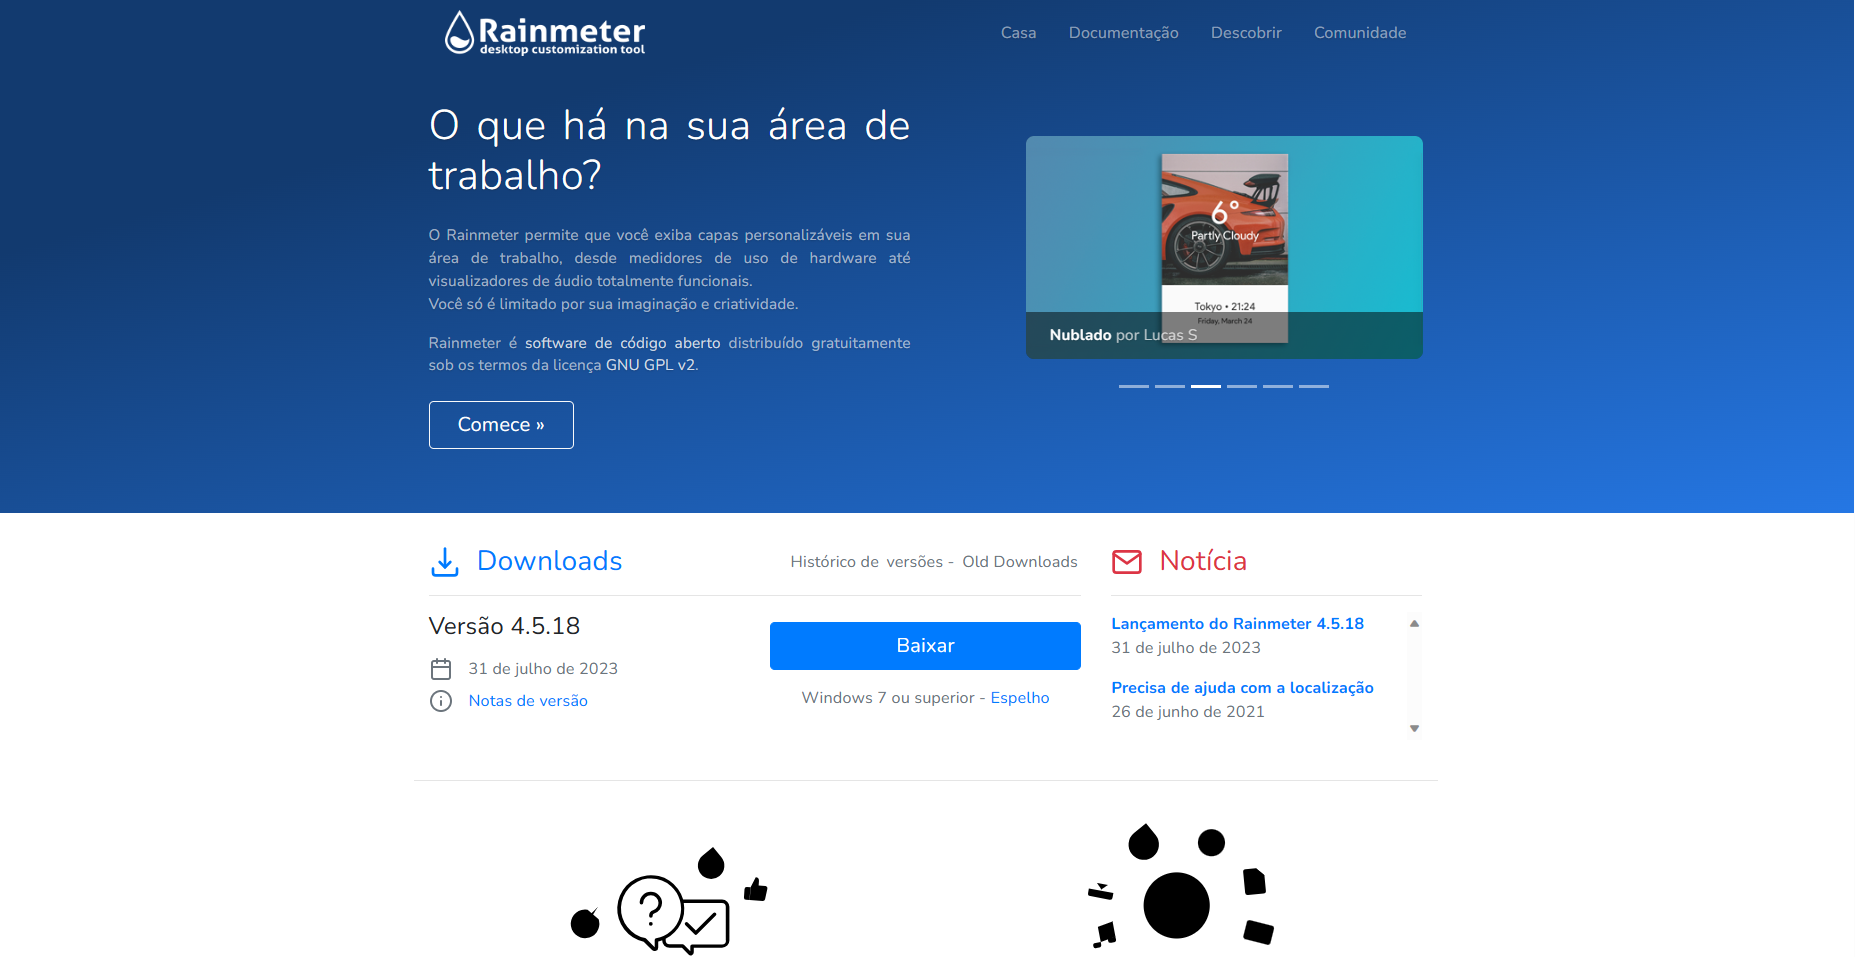 Rainmeter
desktop customization tool
Casa Documentação Descobrir Comunidade
O que há na sua área de
trabalho?
O Rainmeter permite que você exiba capas personalizáveis em sua
área de trabalho, desde medidores de uso de hardware até
visualizadores de áudio totalmente funcionais.
Você só é limitado por sua imaginação e criatividade.
Rainmeter é software de código aberto distribuído gratuitamente
sob os termos da licença GNU GPL v2.
Comece »
6°
Partly Cloudy
Tokyo • 21:24
Friday, March 24
Nublado por Lucas S
Downloads
Histórico de versões - Old Downloads
Versão 4.5.18
31 de julho de 2023
Notas de versão
Baixar
Windows 7 ou superior - Espelho
Notícia
Lançamento do Rainmeter 4.5.18
31 de julho de 2023
Precisa de ajuda com a localização
26 de junho de 2021
?